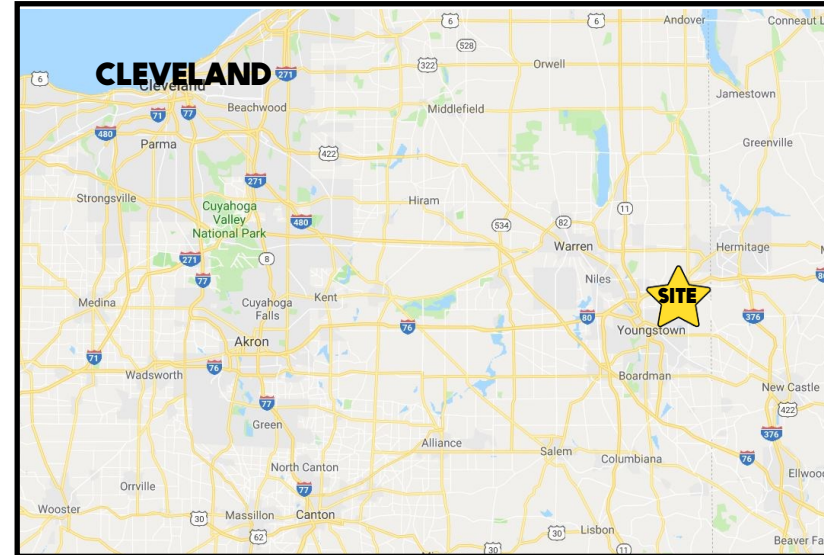 6
6
Andover
Conneaut L
528
322
Orwell
CLEVELAND
271
6
Cleveland
Jamestown
Beachwood
Middlefield
71
77
480
Parma
Greenville
422
271
Strongsville
Cuyahoga
Valley
National Park
Hiram
11
480
534
82
Warren
Hermitage
271
8
77
Niles
SITE
Medina
Cuyahoga
Falls
Kent
80
376
76
Youngstown
Akron
71
76
Wadsworth
Boardman
New Castle
77
422
Green
376
Alliance
Salem
Columbiana
76
North Canton
Ellwoo
77
Orrville
Wooster
30
Massillon
Canton
62
30
Lisbon
30
11
Beaver Fa